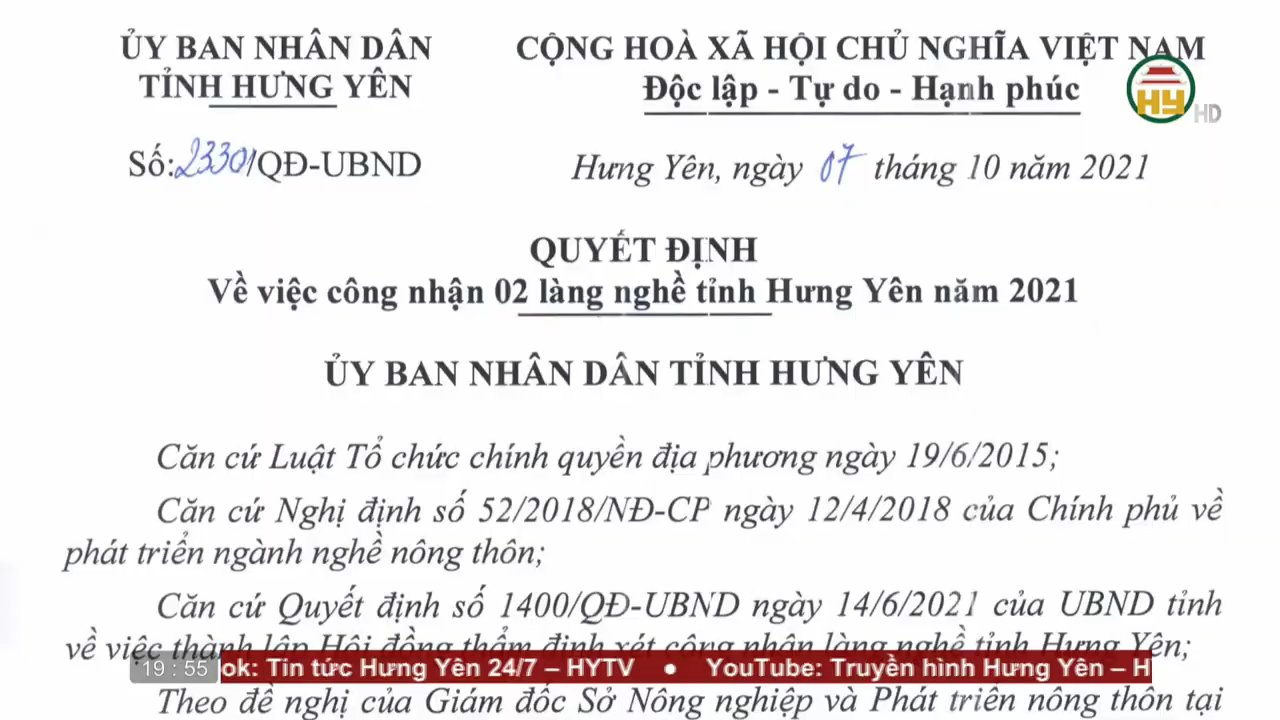 ỦY BAN NHÂN DÂN
TỈNH HƯNG YÊN
CỘNG HOÀ XÃ HỘI CHỦ NGHĨA VIỆT NAM
Độc lập - Tự do - Hạnh phúc
HY HD
Số: 2330/QĐ-UBND
Hưng Yên, ngày 07 tháng 10 năm 2021
QUYẾT ĐỊNH
Về việc công nhận 02 làng nghề tỉnh Hưng Yên năm 2021
ỦY BAN NHÂN DÂN TỈNH HƯNG YÊN
Căn cứ Luật Tổ chức chính quyền địa phương ngày 19/6/2015;
Căn cứ Nghị định số 52/2018/NĐ-CP ngày 12/4/2018 của Chính phủ về
phát triển ngành nghề nông thôn;
Căn cứ Quyết định số 1400/QĐ-UBND ngày 14/6/2021 của UBND tỉnh
về việc thành lập Hội đồng thẩm định xét công nhận làng nghề tỉnh Hưng Yên;
19 : 55 ok: Tin tức Hưng Yên 24/7 – HYTV • YouTube: Truyền hình Hưng Yên – H
Theo đề nghị của Giám đốc Sở Nông nghiệp và Phát triển nông thôn tại